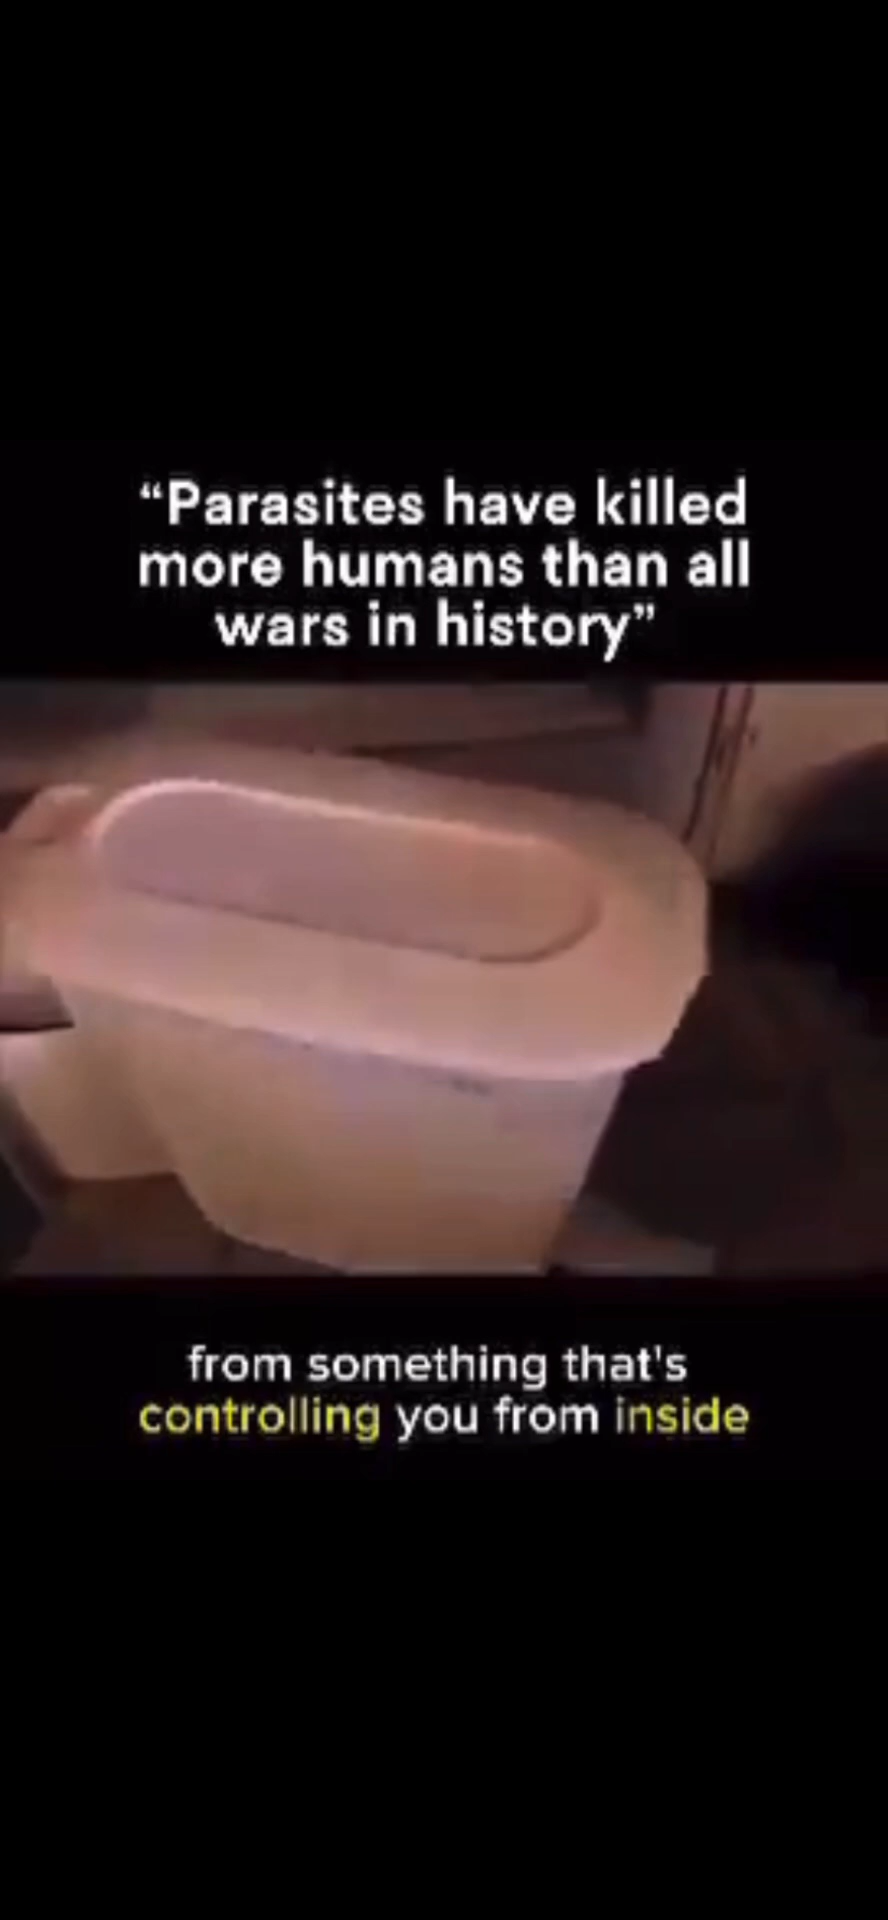 “Parasites have killed
more humans than all
wars in history”
from something that's
controlling you from inside